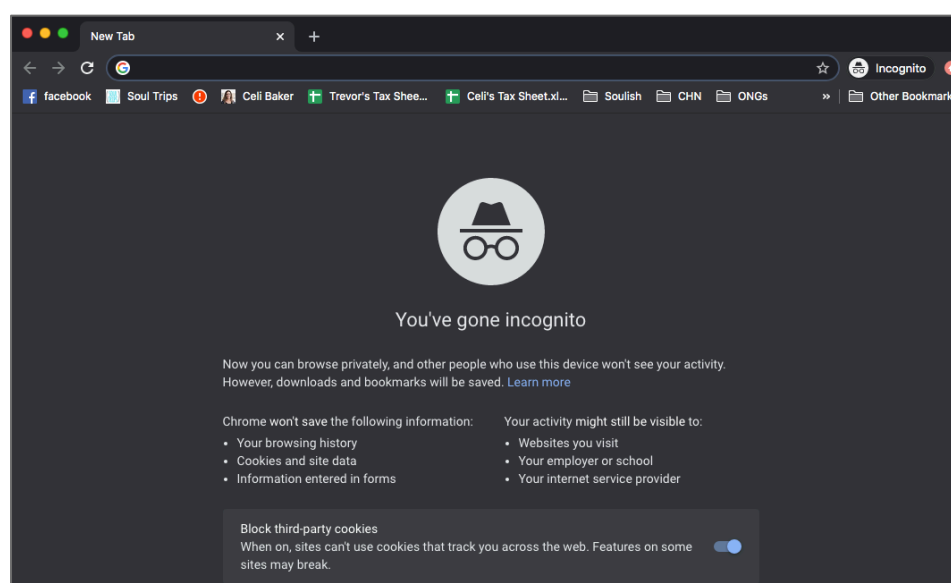 New Tab
Incognito
facebook Soul Trips Celi Baker Trevor's Tax Shee... Celi's Tax Sheet.xl... Soulish CHN ONGs » Other Bookmark
You've gone incognito
Now you can browse privately, and other people who use this device won't see your activity.
However, downloads and bookmarks will be saved. Learn more
Chrome won't save the following information:
• Your browsing history
• Cookies and site data
• Information entered in forms
Your activity might still be visible to:
• Websites you visit
• Your employer or school
• Your internet service provider
Block third-party cookies
When on, sites can't use cookies that track you across the web. Features on some
sites may break.